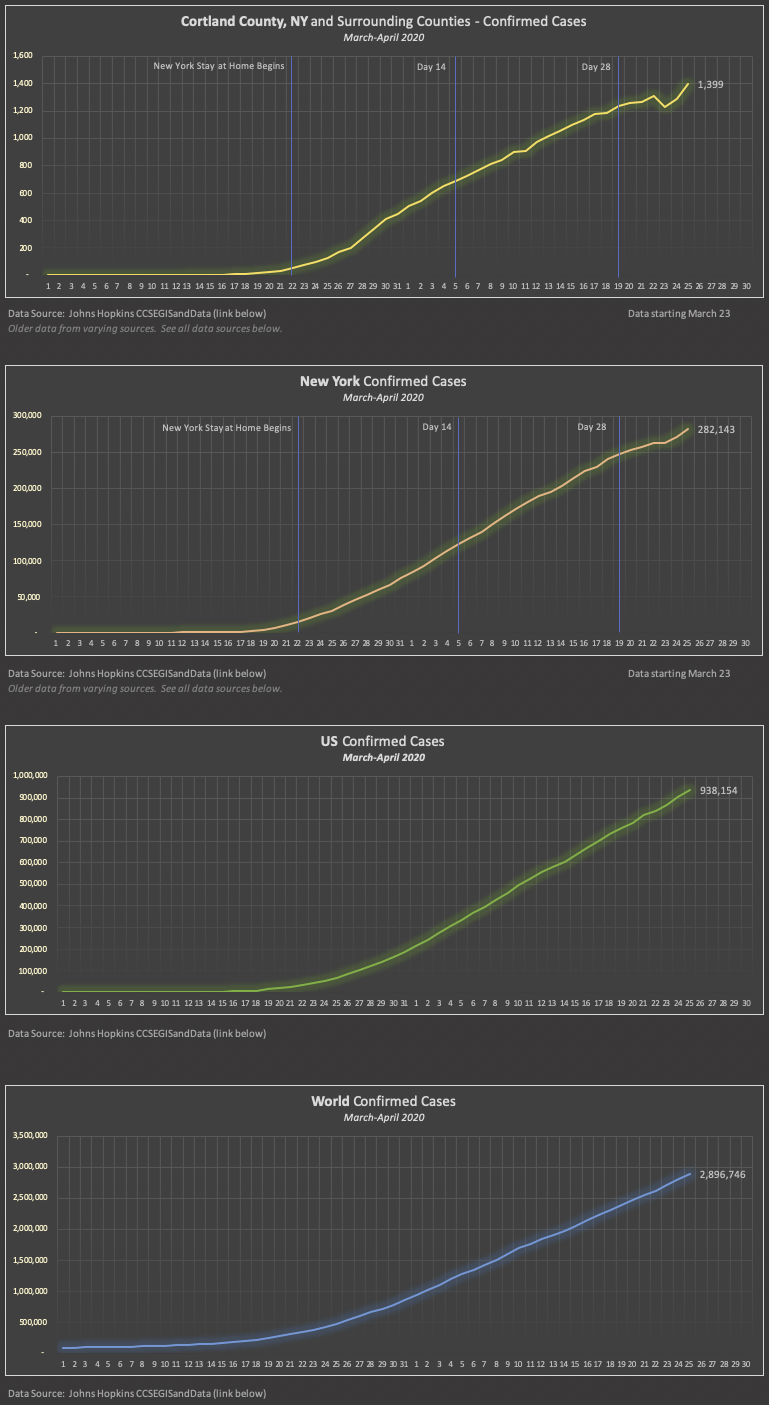 Cortland County, NY and Surrounding Counties - Confirmed Cases
March-April 2020
1,600
1,400
1,200
1,000
800
600
400
200
-
New York Stay at Home Begins
Day 14
Day 28
1,399
1 2 3 4 5 6 7 8 9 10 11 12 13 14 15 16 17 18 19 20 21 22 23 24 25 26 27 28 29 30 31 1 2 3 4 5 6 7 8 9 10 11 12 13 14 15 16 17 18 19 20 21 22 23 24 25 26 27 28 29 30
Data Source: Johns Hopkins CCSEGISandData (link below)
Data starting March 23
Older data from varying sources. See all data sources below.
New York Confirmed Cases
March-April 2020
300,000
250,000
200,000
150,000
100,000
50,000
-
New York Stay at Home Begins
Day 14
Day 28
282,143
1 2 3 4 5 6 7 8 9 10 11 12 13 14 15 16 17 18 19 20 21 22 23 24 25 26 27 28 29 30 31 1 2 3 4 5 6 7 8 9 10 11 12 13 14 15 16 17 18 19 20 21 22 23 24 25 26 27 28 29 30
Data Source: Johns Hopkins CCSEGISandData (link below)
Data starting March 23
Older data from varying sources. See all data sources below.
US Confirmed Cases
March-April 2020
1,000,000
900,000
800,000
700,000
600,000
500,000
400,000
300,000
200,000
100,000
-
938,154
1 2 3 4 5 6 7 8 9 10 11 12 13 14 15 16 17 18 19 20 21 22 23 24 25 26 27 28 29 30 31 1 2 3 4 5 6 7 8 9 10 11 12 13 14 15 16 17 18 19 20 21 22 23 24 25 26 27 28 29 30
Data Source: Johns Hopkins CCSEGISandData (link below)
World Confirmed Cases
March-April 2020
3,500,000
3,000,000
2,500,000
2,000,000
1,500,000
1,000,000
500,000
-
2,896,746
1 2 3 4 5 6 7 8 9 10 11 12 13 14 15 16 17 18 19 20 21 22 23 24 25 26 27 28 29 30 31 1 2 3 4 5 6 7 8 9 10 11 12 13 14 15 16 17 18 19 20 21 22 23 24 25 26 27 28 29 30
Data Source: Johns Hopkins CCSEGISandData (link below)